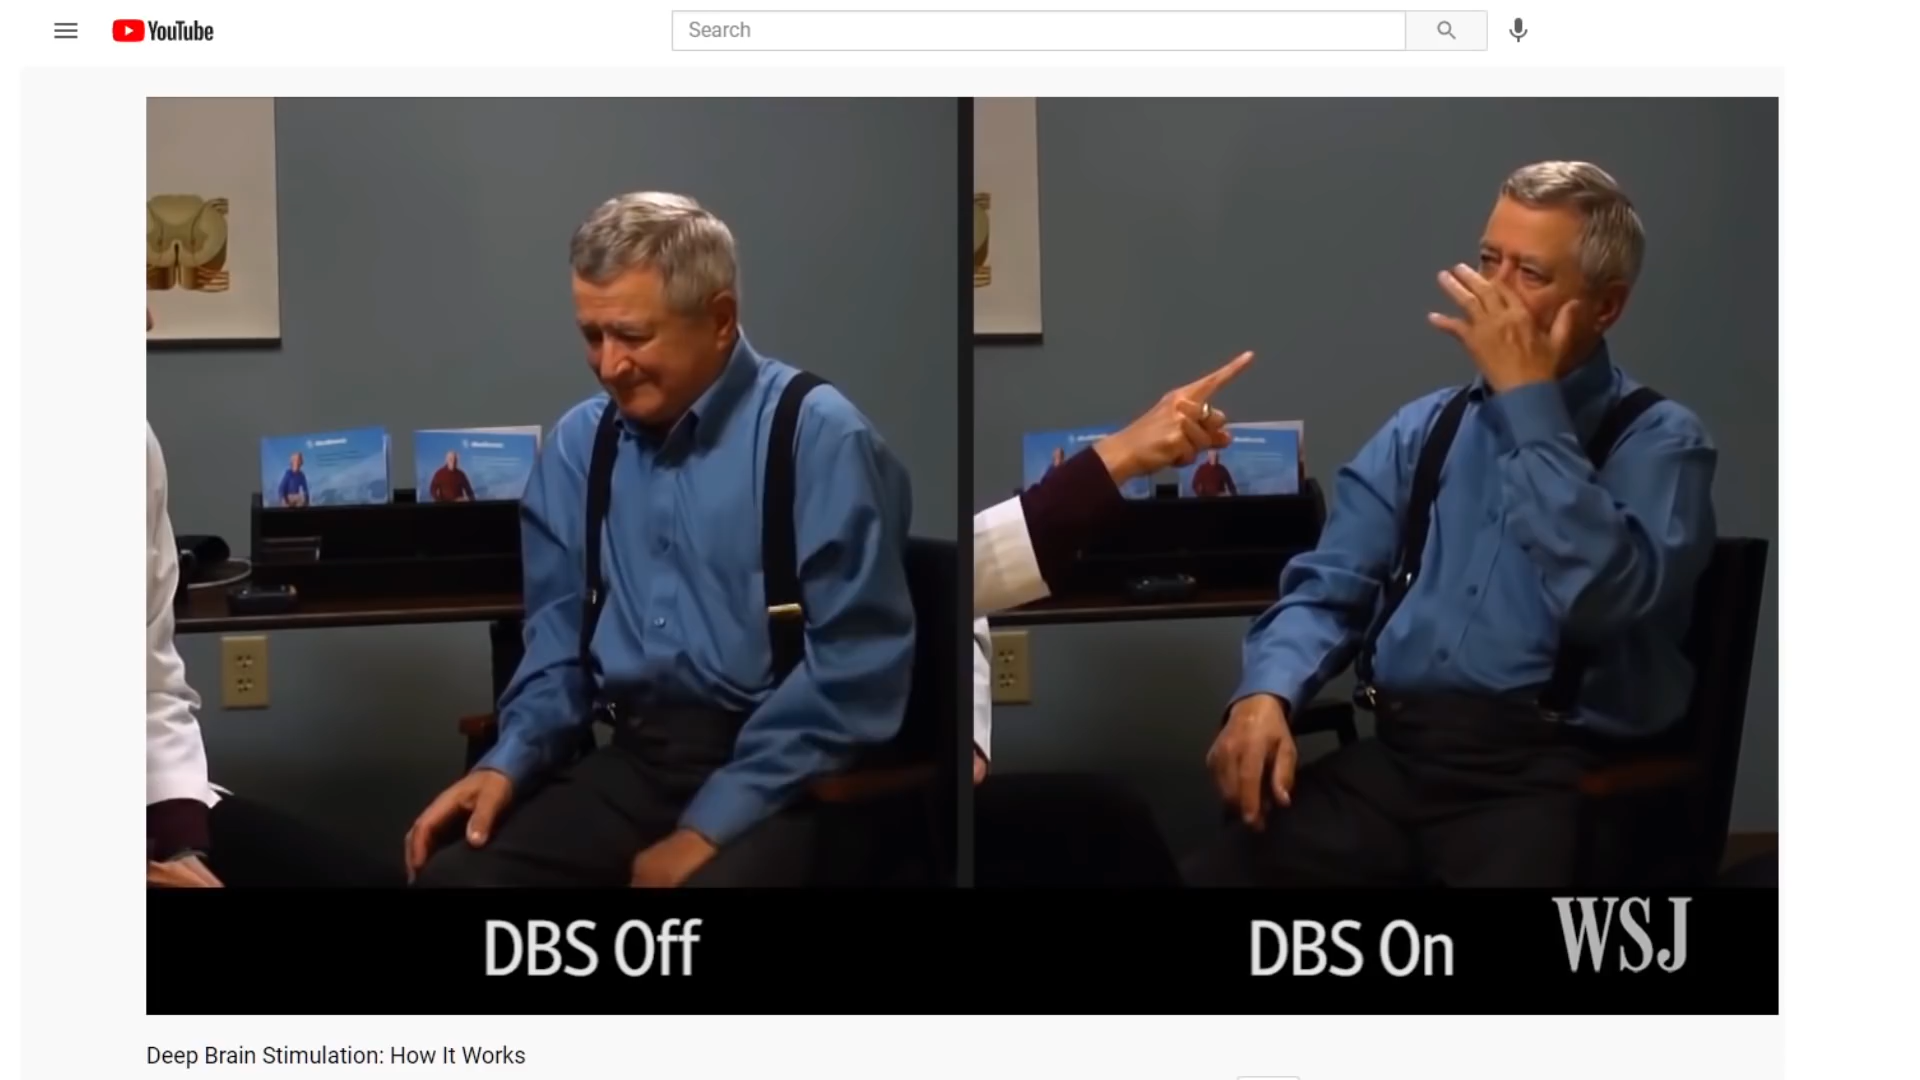 YouTube
Search
DBS Off
DBS On
WSJ
Deep Brain Stimulation: How It Works